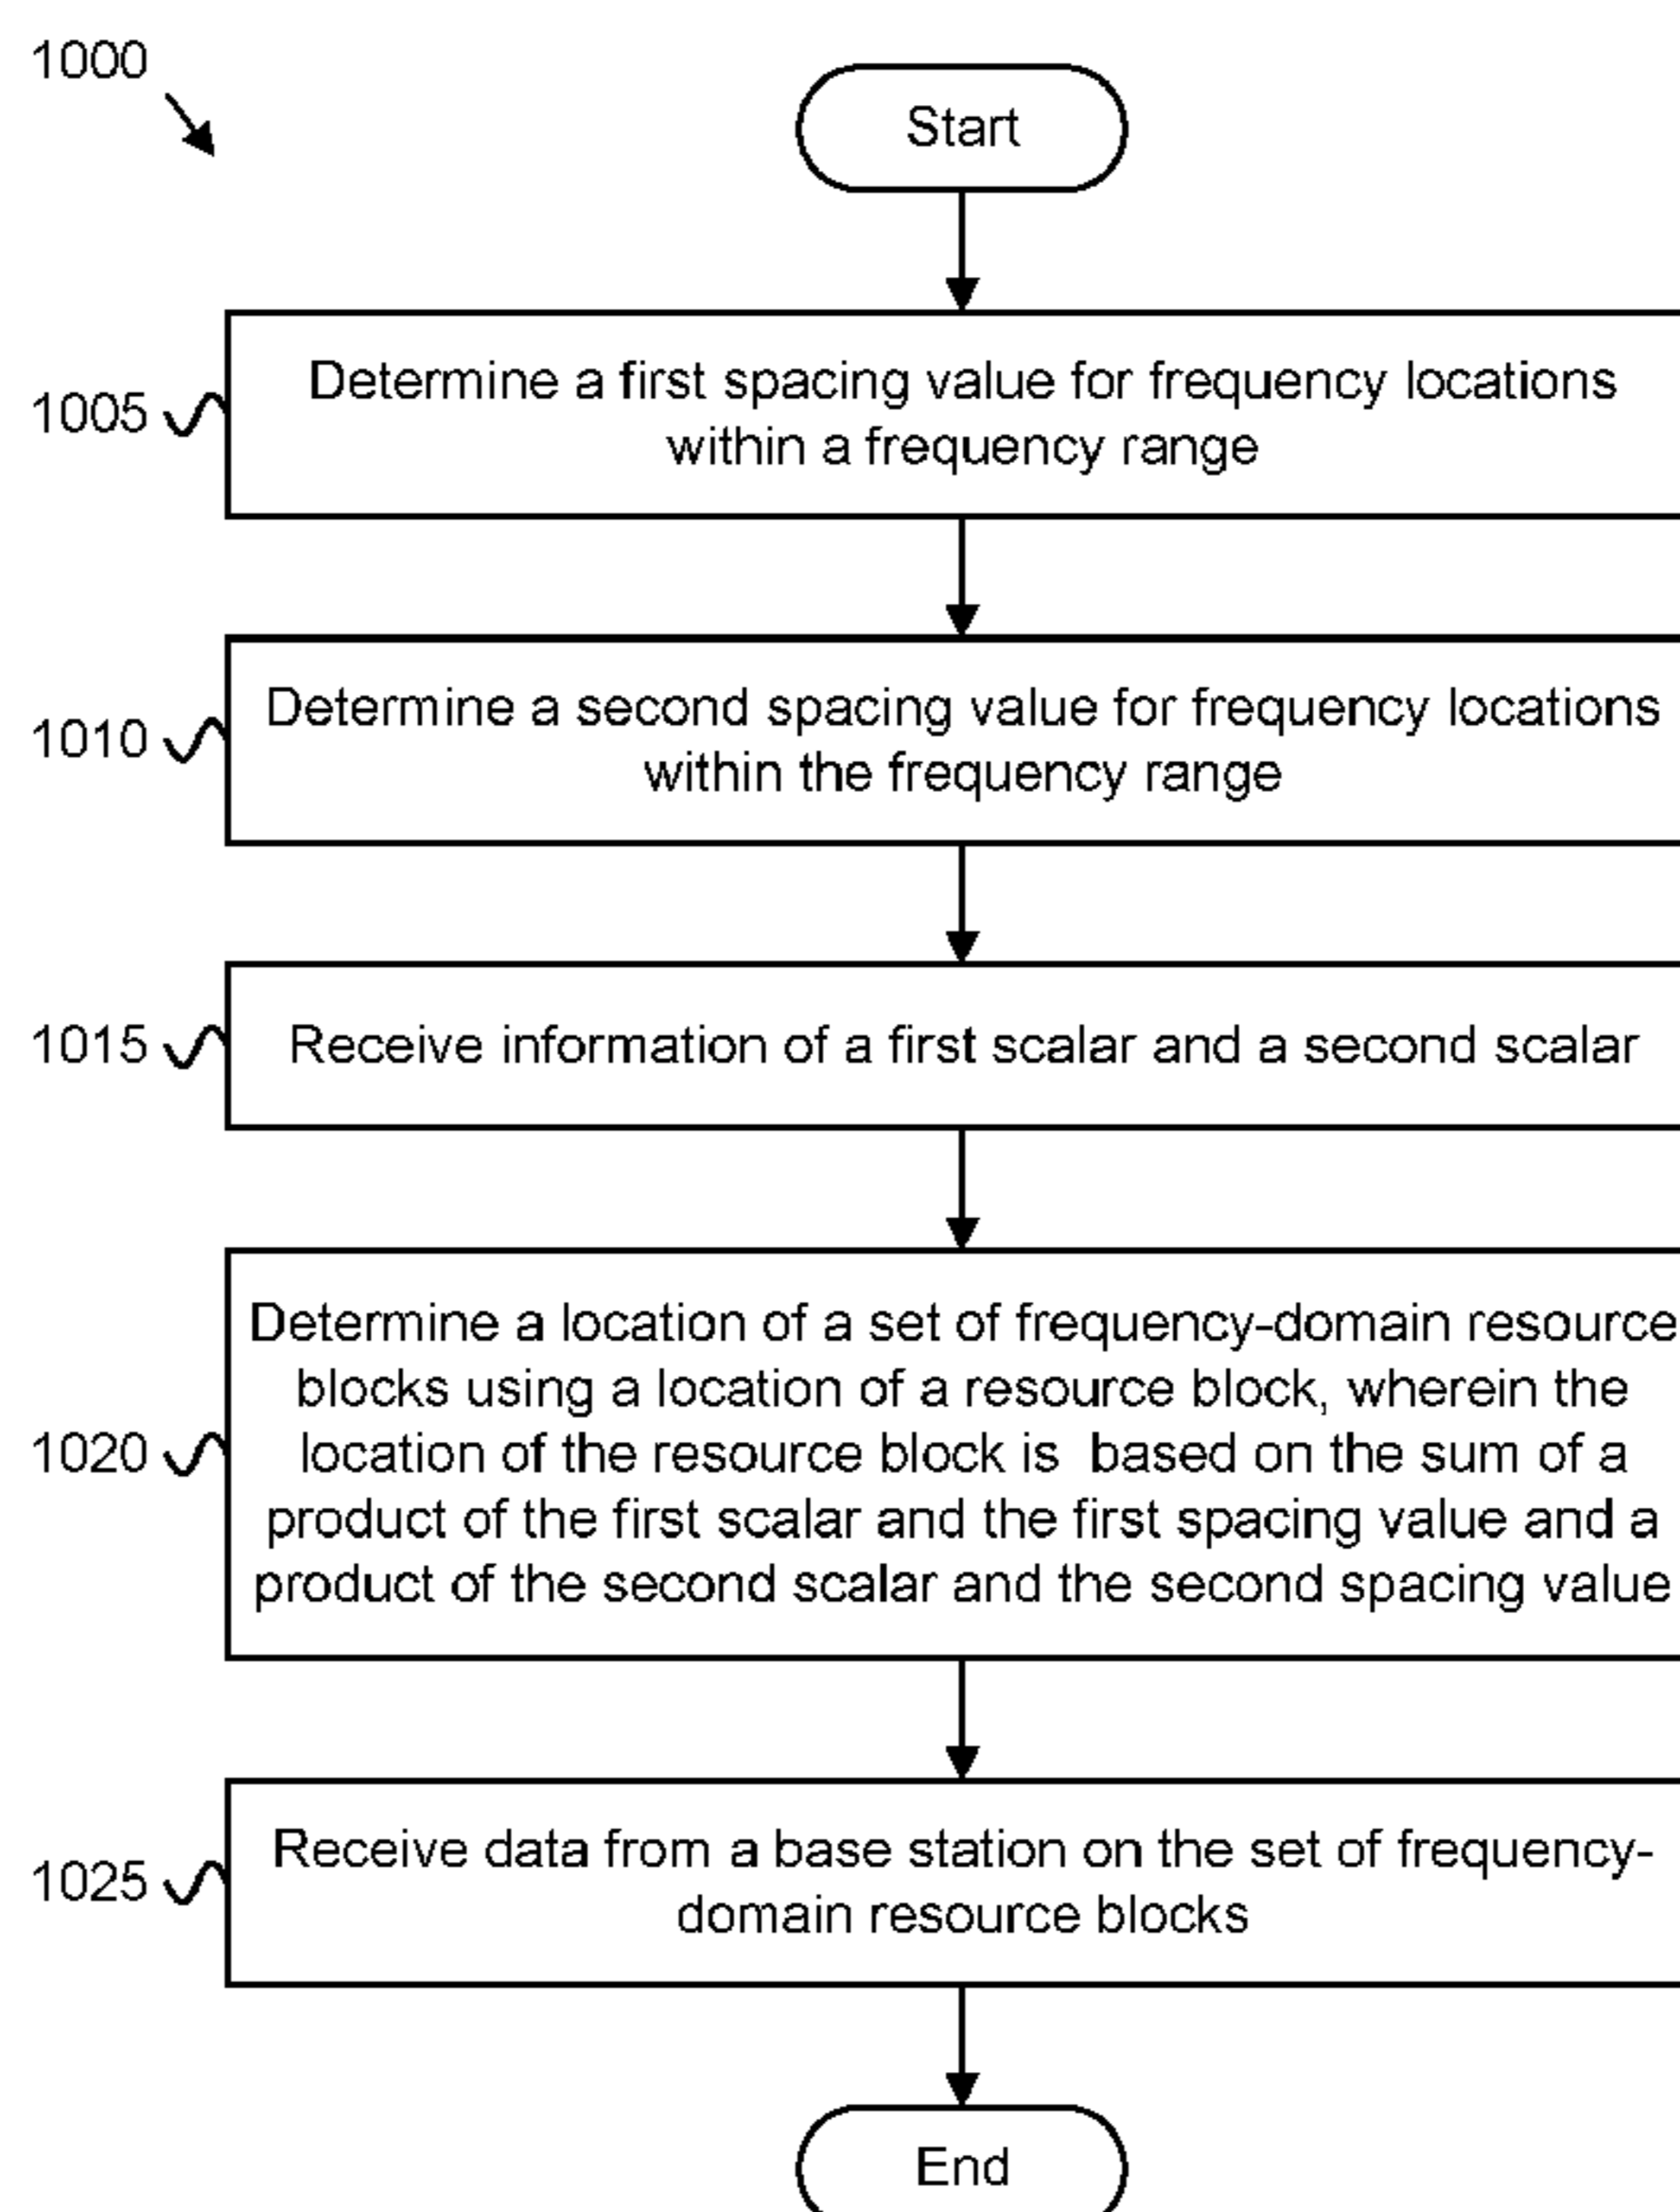 1000
Start
1005
Determine a first spacing value for frequency locations
within a frequency range
1010
Determine a second spacing value for frequency locations
within the frequency range
1015
Receive information of a first scalar and a second scalar
1020
Determine a location of a set of frequency-domain resource
blocks using a location of a resource block, wherein the
location of the resource block is based on the sum of a
product of the first scalar and the first spacing value and a
product of the second scalar and the second spacing value
1025
Receive data from a base station on the set of frequency-
domain resource blocks
End